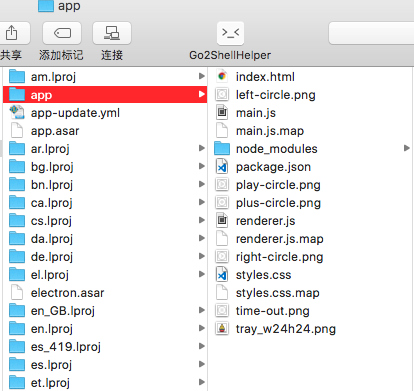 app
共享
添加标记
连接
Go2ShellHelper
am.lproj
app
app-update.yml
app.asar
ar.lproj
bg.lproj
bn.lproj
ca.lproj
cs.lproj
da.lproj
de.lproj
el.lproj
electron.asar
en_GB.lproj
en.lproj
es_419.lproj
es.lproj
et.lproj
index.html
left-circle.png
main.js
main.js.map
node_modules
package.json
play-circle.png
plus-circle.png
renderer.js
renderer.js.map
right-circle.png
styles.css
styles.css.map
time-out.png
tray_w24h24.png